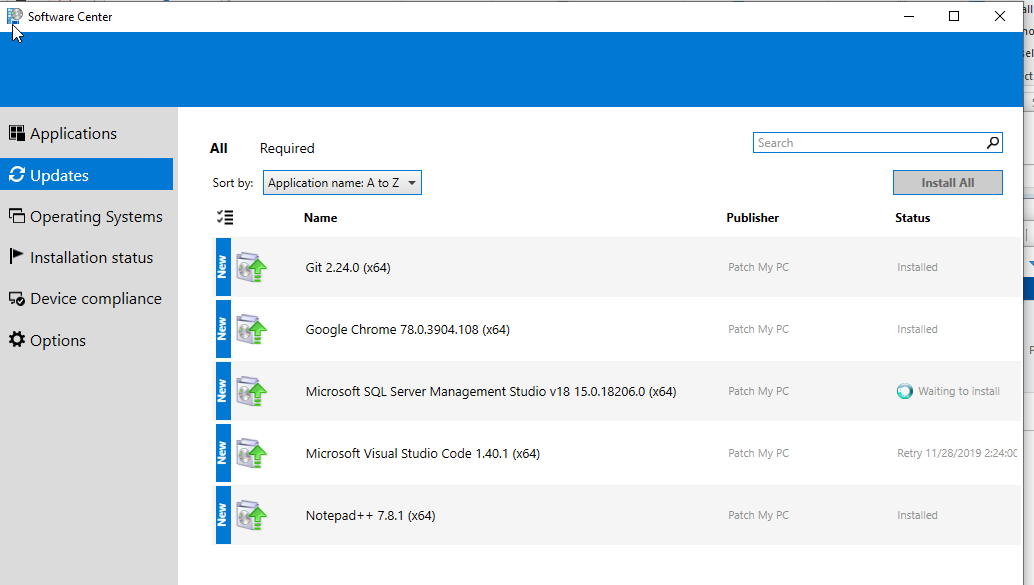 Software Center
Applications
Updates
Operating Systems
Installation status
Device compliance
Options
All Required
Search
Sort by: Application name: A to Z
Install All
Name Publisher Status
New Git 2.24.0 (x64) Patch My PC Installed
New Google Chrome 78.0.3904.108 (x64) Patch My PC Installed
New Microsoft SQL Server Management Studio v18 15.0.18206.0 (x64) Patch My PC Waiting to install
New Microsoft Visual Studio Code 1.40.1 (x64) Patch My PC Retry 11/28/2019 2:24:00
New Notepad++ 7.8.1 (x64) Patch My PC Installed